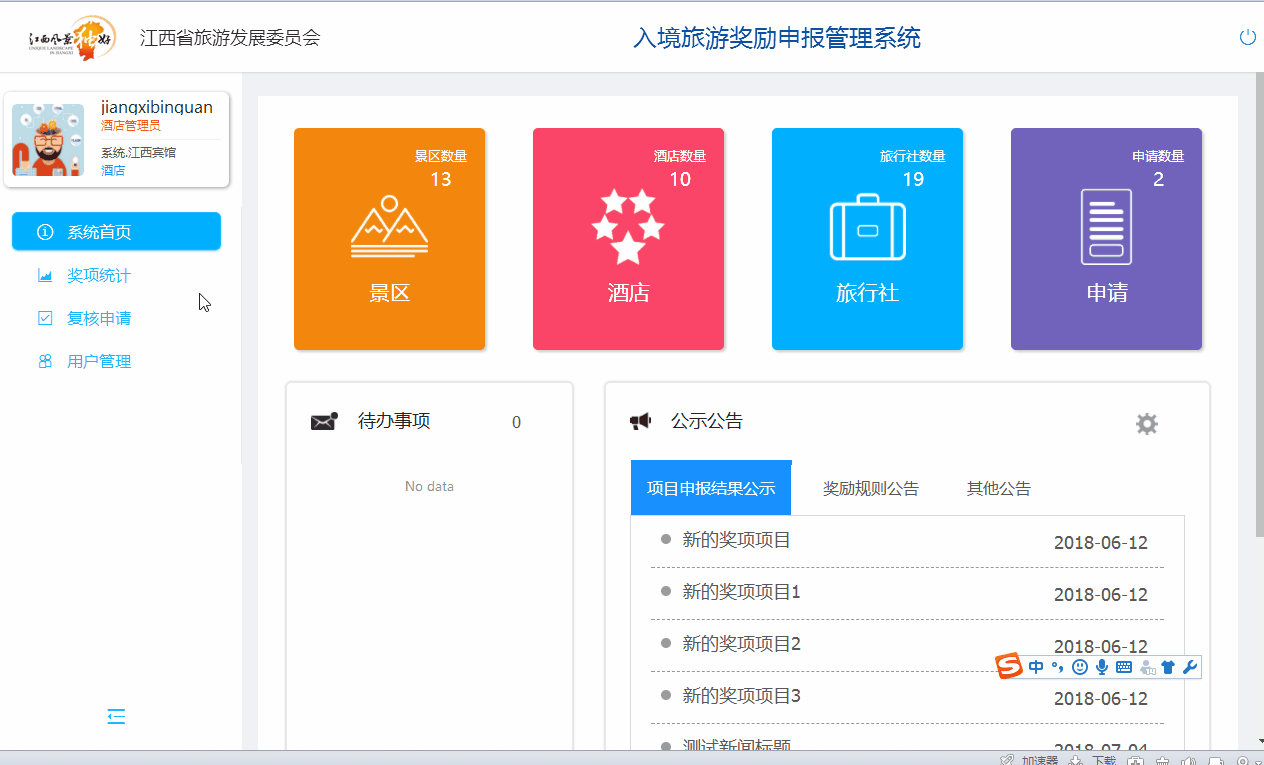 江西风景独好
UNIQUE LANDSCAPE
IN JIANGXI
江西省旅游发展委员会
入境旅游奖励申报管理系统
jiangxibinguan
酒店管理员
系统.江西宾馆
酒店
系统首页
奖项统计
复核申请
用户管理
景区数量
13
景区
酒店数量
10
酒店
旅行社数量
19
旅行社
申请数量
2
申请
待办事项 0
No data
公示公告
项目申报结果公示 奖励规则公告 其他公告
新的奖项项目 2018-06-12
新的奖项项目1 2018-06-12
新的奖项项目2 2018-06-12
新的奖项项目3 2018-06-12
测试新闻标题 2018-07-04
S 中
加速器 下载